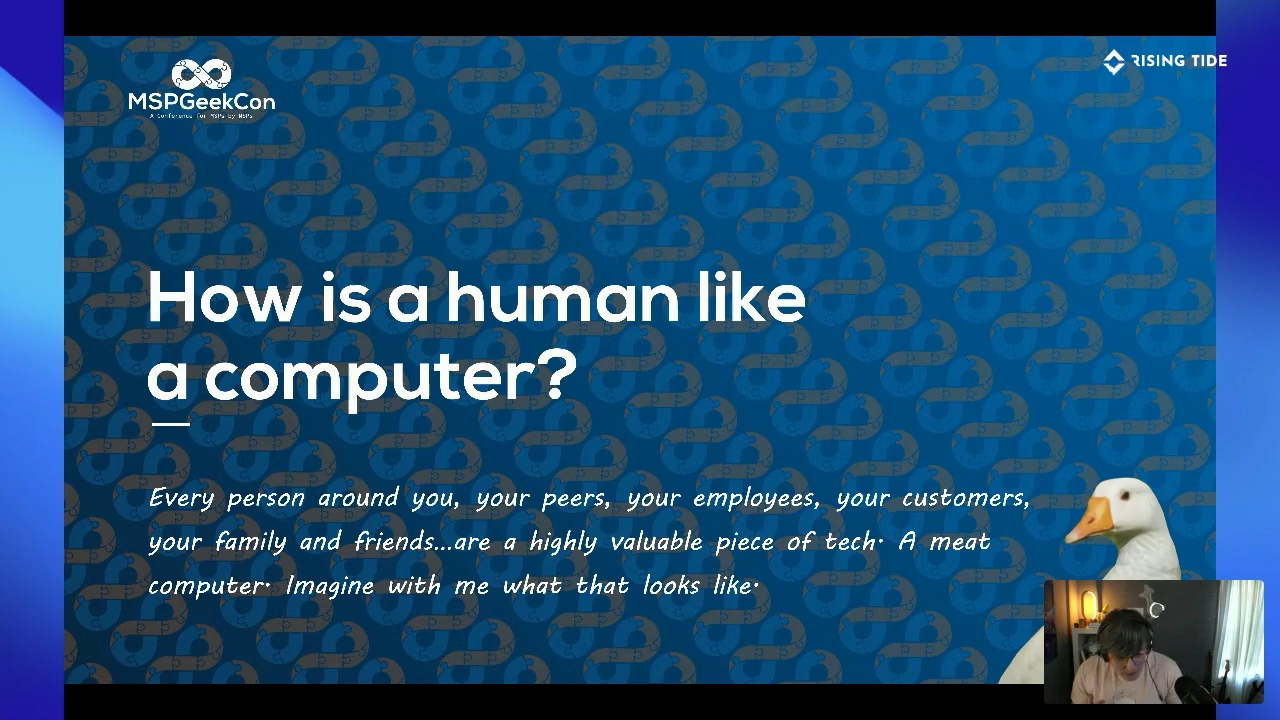 MSPGeekCon
A Conference for MSPs by MSPs
RISING TIDE
How is a human like
a computer?
Every person around you, your peers, your employees, your customers,
your family and friends...are a highly valuable piece of tech. A meat
computer. Imagine with me what that looks like.